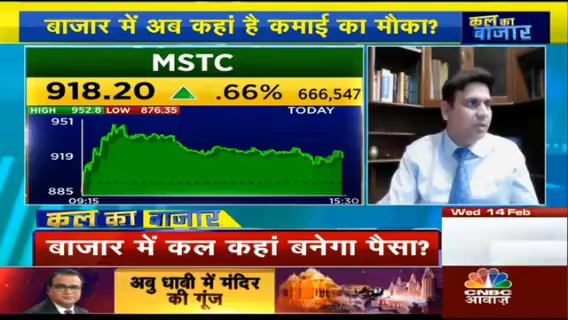 बाजार में अब कहां है कमाई का मौका?
कल का
बाजार
MSTC
918.20 .66% 666,547
HIGH 952.8 LOW 876.35 TODAY
951
919
885
09:15 15:30
कल का बाजार
Wed 14 Feb
बाजार में कल कहां बनेगा पैसा?
अबु धाबी में मंदिर
की गूंज
CNBC
आवाज़